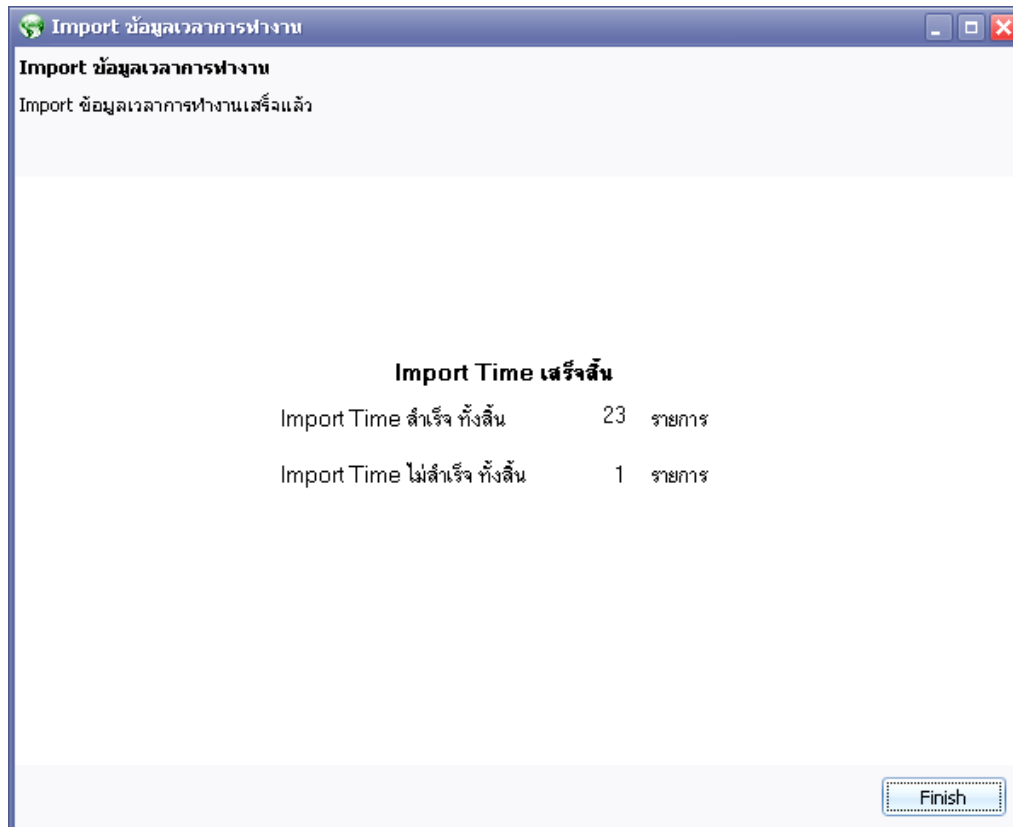 Import ข้อมูลเวลาการทำงาน
Import ข้อมูลเวลาการทำงาน
Import ข้อมูลเวลาการทำงานเสร็จแล้ว
Import Time เสร็จสิ้น
Import Time สำเร็จ ทั้งสิ้น 23 รายการ
Import Time ไม่สำเร็จ ทั้งสิ้น 1 รายการ
Finish